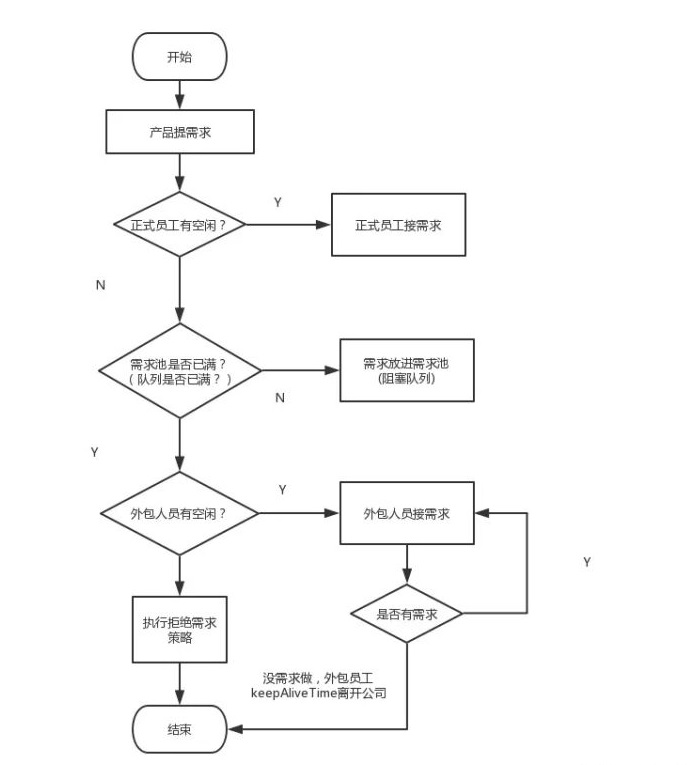 开始
产品提需求
正式员工有空闲？
Y
正式员工接需求
N
需求池是否已满？
（队列是否已满？）
N
需求放进需求池
(阻塞队列)
Y
外包人员有空闲？
Y
外包人员接需求
Y
是否有需求
执行拒绝需求
策略
没需求做，外包员工
keepAliveTime离开公司
结束